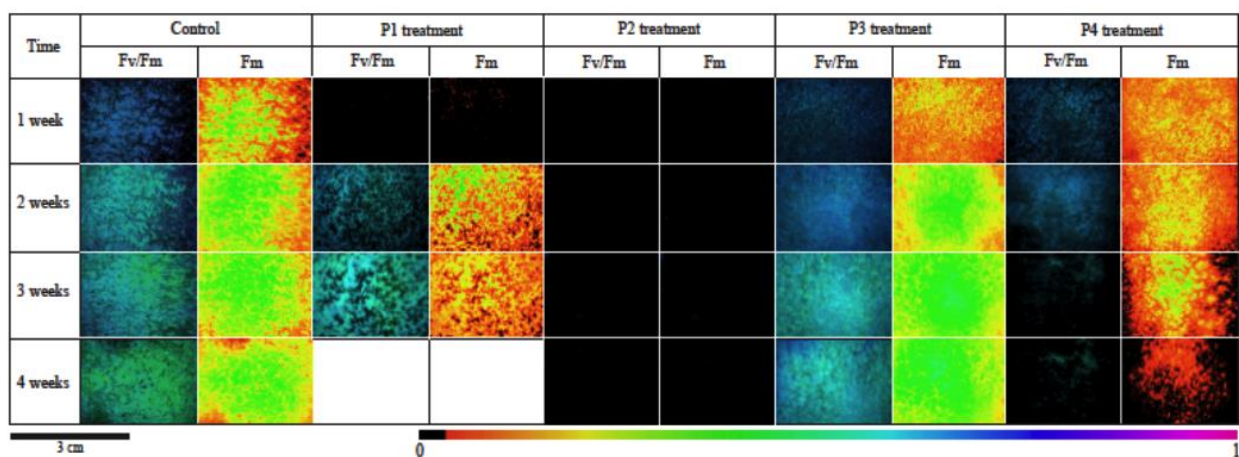 Time Control P1 treatment P2 treatment P3 treatment P4 treatment
Fv/Fm Fm Fv/Fm Fm Fv/Fm Fm Fv/Fm Fm Fv/Fm Fm
1 week
2 weeks
3 weeks
4 weeks
3 cm 0 1